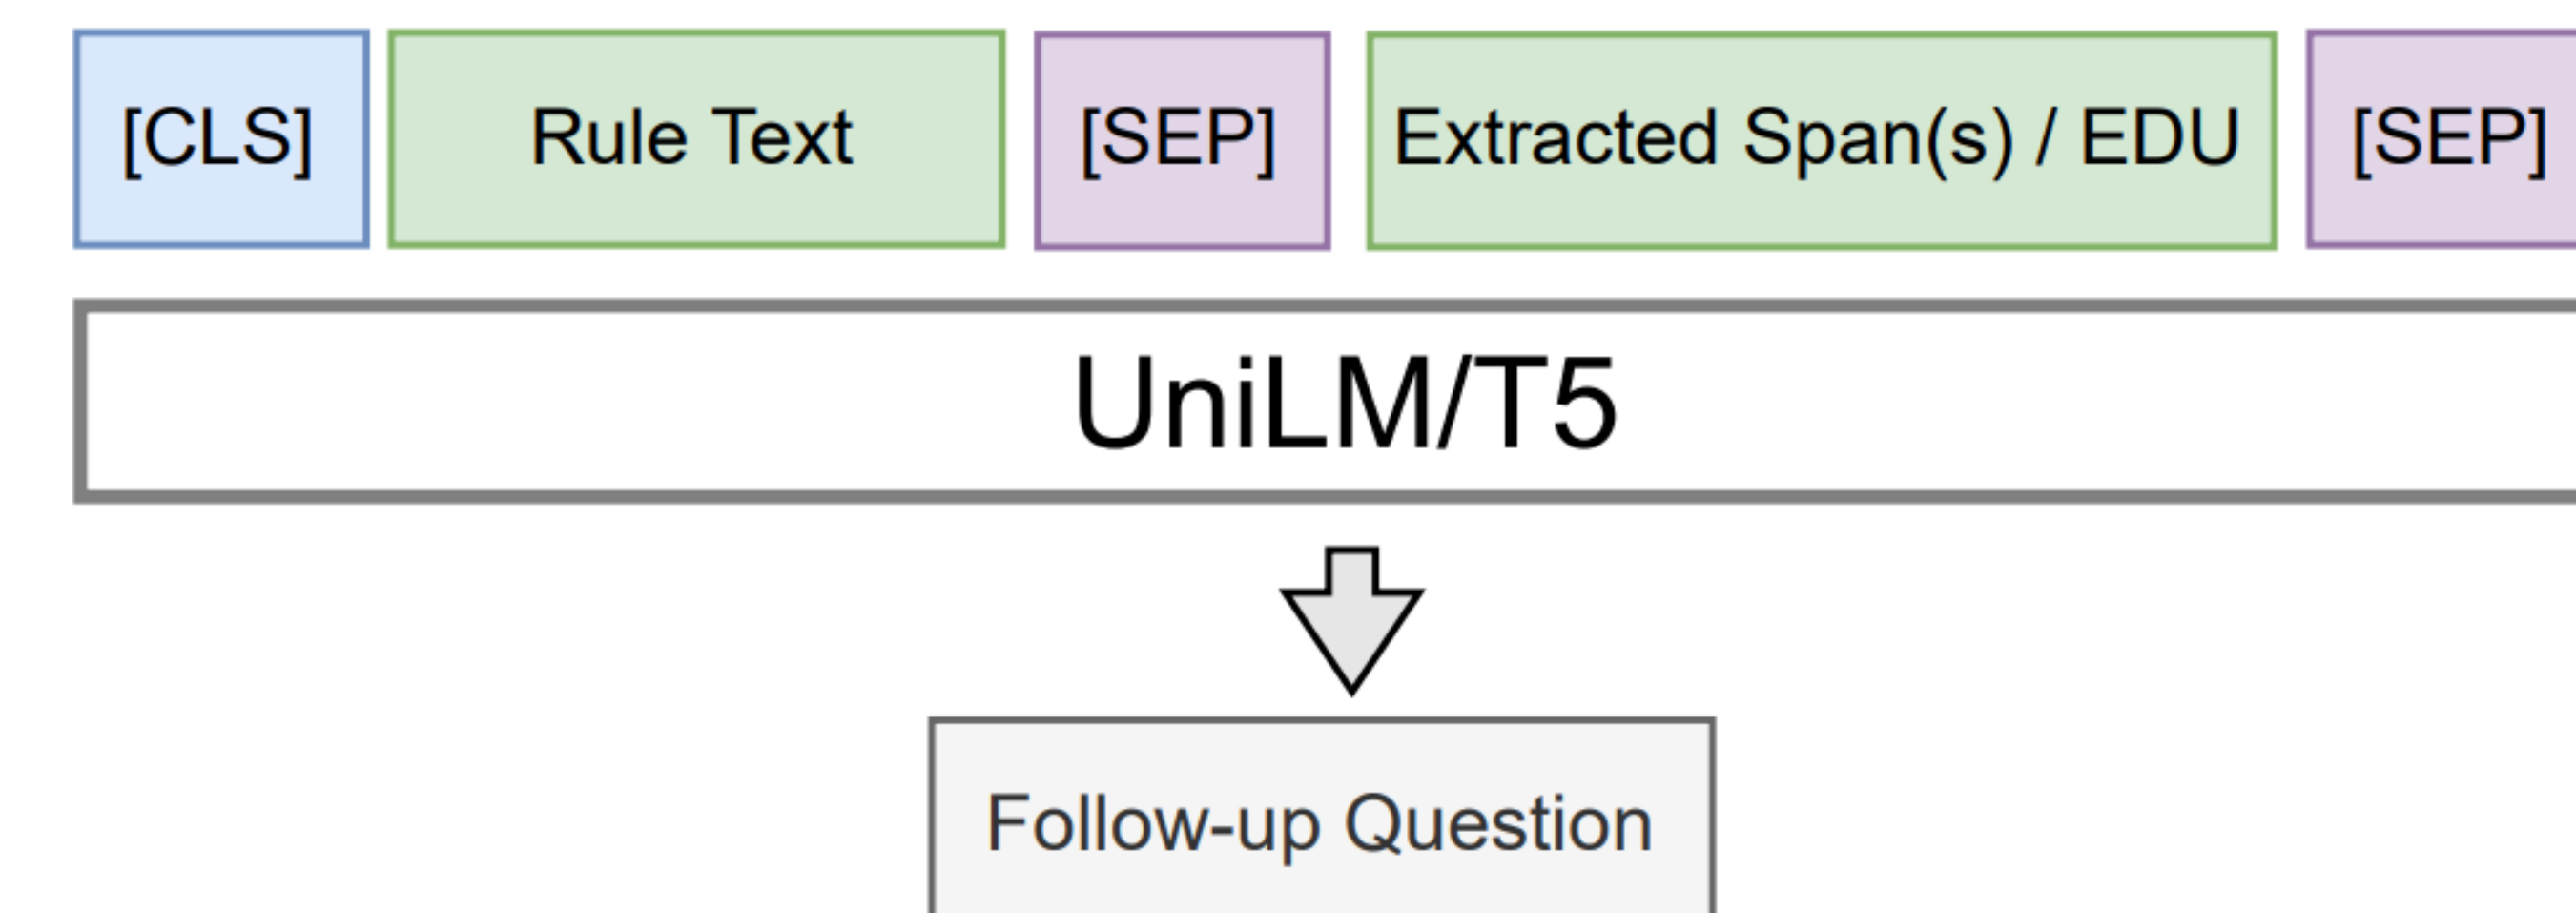 [CLS] Rule Text [SEP] Extracted Span(s) / EDU [SEP]
UniLM/T5
Follow-up Question